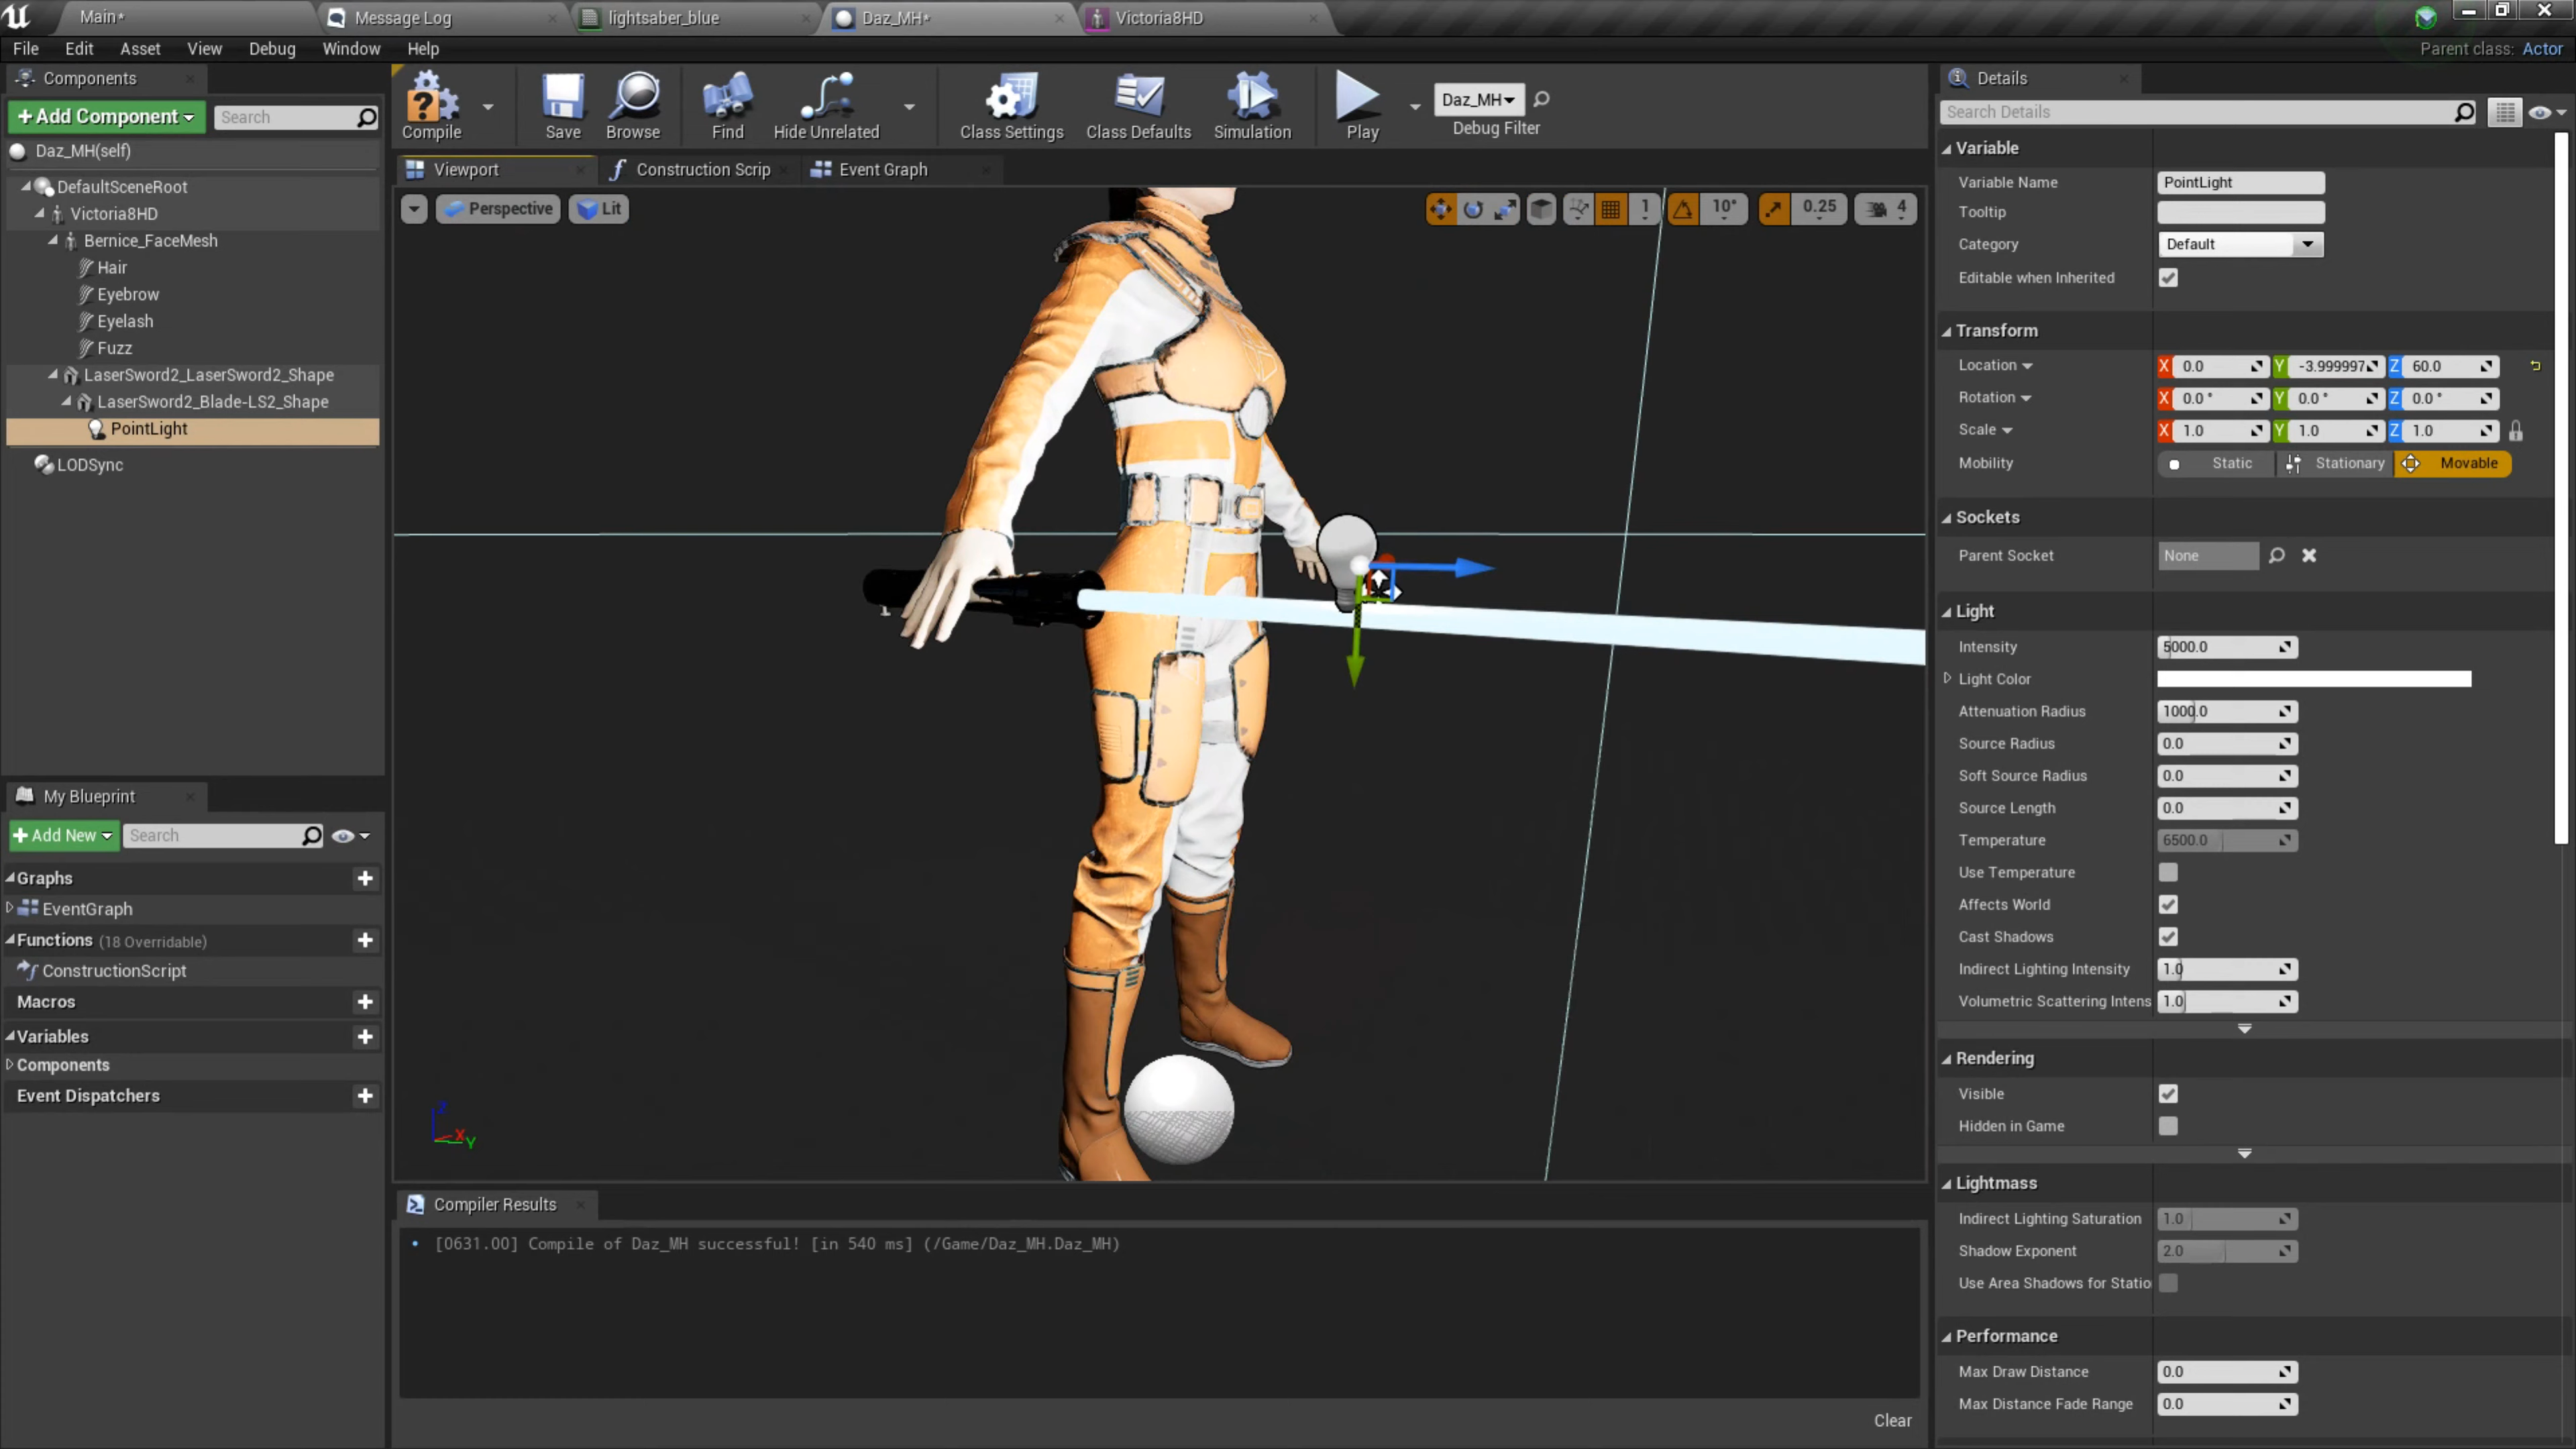 Main*
Message Log
lightsaber_blue
Daz_MH*
Victoria8HD
File Edit Asset View Debug Window Help
Parent class: Actor
Components
+ Add Component
Search
Daz_MH(self)
DefaultSceneRoot
Victoria8HD
Bernice_FaceMesh
Hair
Eyebrow
Eyelash
Fuzz
LaserSword2_LaserSword2_Shape
LaserSword2_Blade-LS2_Shape
PointLight
LODSync
My Blueprint
+ Add New
Search
Graphs
EventGraph
Functions (18 Overridable)
ConstructionScript
Macros
Variables
Components
Event Dispatchers
Compile
Save
Browse
Find
Hide Unrelated
Class Settings
Class Defaults
Simulation
Play
Daz_MH
Debug Filter
Viewport
Construction Scrip
Event Graph
Perspective
Lit
1
10°
0.25
4
Z
X
Y
Compiler Results
[0631.00] Compile of Daz_MH successful! [in 540 ms] (/Game/Daz_MH.Daz_MH)
Clear
Details
Search Details
Variable
Variable Name PointLight
Tooltip
Category Default
Editable when Inherited
Transform
Location X 0.0 Y -3.999997 Z 60.0
Rotation X 0.0 ° Y 0.0 ° Z 0.0 °
Scale X 1.0 Y 1.0 Z 1.0
Mobility Static Stationary Movable
Sockets
Parent Socket None
Light
Intensity 5000.0
Light Color
Attenuation Radius 1000.0
Source Radius 0.0
Soft Source Radius 0.0
Source Length 0.0
Temperature 6500.0
Use Temperature
Affects World
Cast Shadows
Indirect Lighting Intensity 1.0
Volumetric Scattering Intens 1.0
Rendering
Visible
Hidden in Game
Lightmass
Indirect Lighting Saturation 1.0
Shadow Exponent 2.0
Use Area Shadows for Statio
Performance
Max Draw Distance 0.0
Max Distance Fade Range 0.0